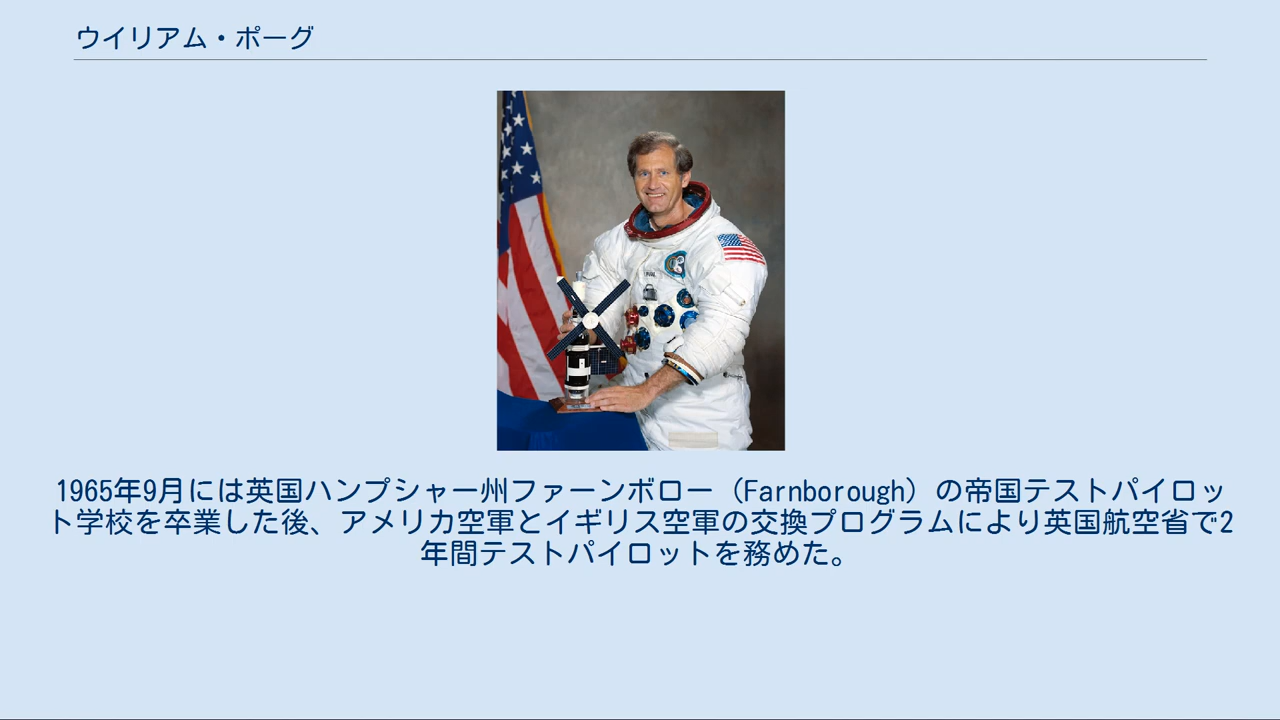 ウイリアム・ポーグ
1965年9月には英国ハンプシャー州ファーンボロー（Farnborough）の帝国テストパイロッ
ト学校を卒業した後、アメリカ空軍とイギリス空軍の交換プログラムにより英国航空省で2
年間テストパイロットを務めた。